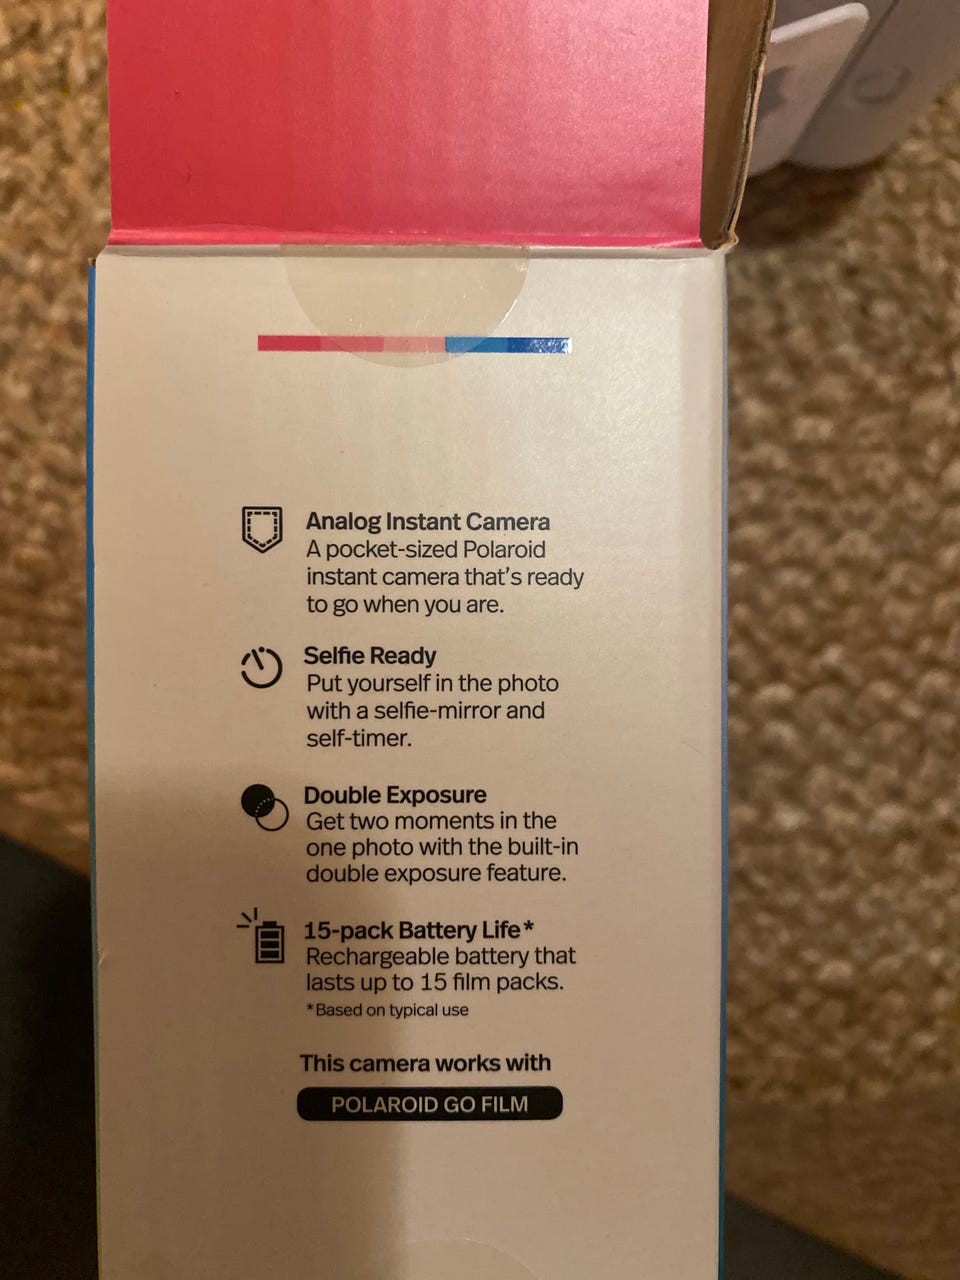 Analog Instant Camera
A pocket-sized Polaroid
instant camera that's ready
to go when you are.
Selfie Ready
Put yourself in the photo
with a selfie-mirror and
self-timer.
Double Exposure
Get two moments in the
one photo with the built-in
double exposure feature.
15-pack Battery Life*
Rechargeable battery that
lasts up to 15 film packs.
*Based on typical use
This camera works with
POLAROID GO FILM